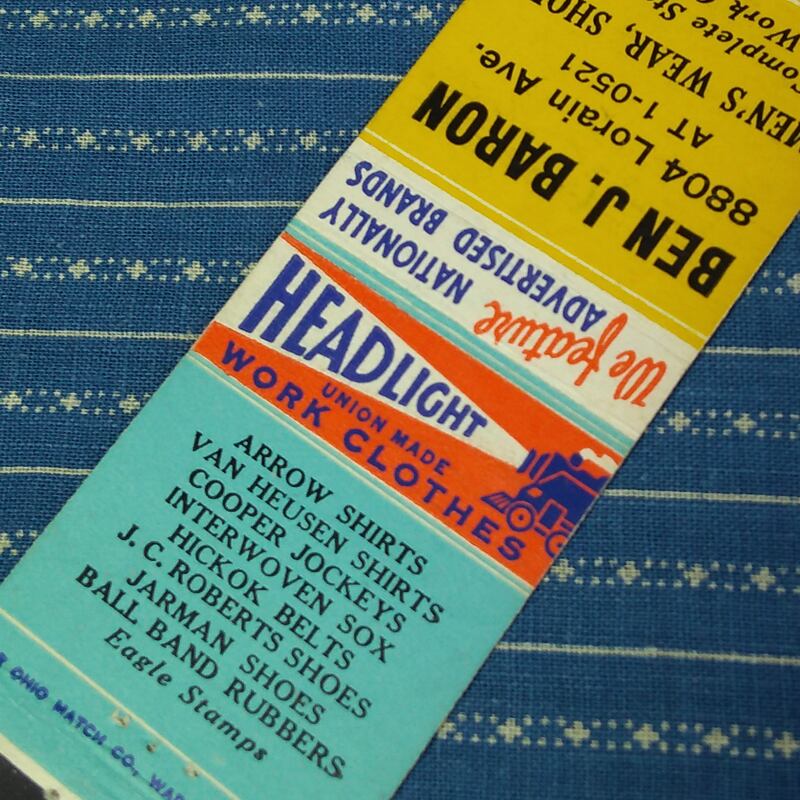 BEN J. BARON
8804 Lorain Ave.
AT 1-0521
MEN'S WEAR,
Complete
Work
We feature
NATIONALLY
ADVERTISED BRANDS
HEADLIGHT
UNION MADE
WORK CLOTHES
ARROW SHIRTS
VAN HEUSEN SHIRTS
COOPER JOCKEYS
INTERWOVEN SOX
HICKOK BELTS
J. C. ROBERTS SHOES
JARMAN SHOES
BALL BAND RUBBERS
Eagle Stamps
OHIO MATCH CO.,